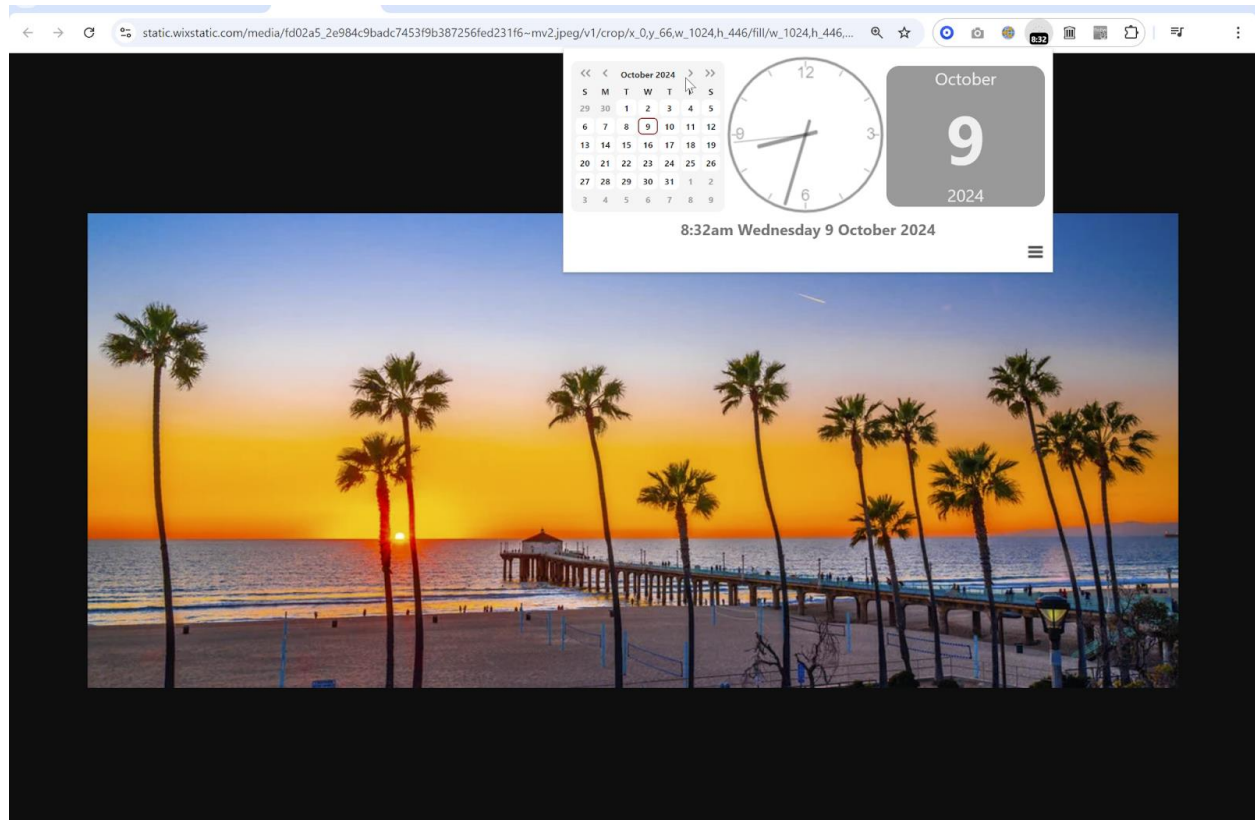 static.wixstatic.com/media/fd02a5_2e984c9badc7453f9b387256fed231f6~mv2.jpeg/v1/crop/x_0,y_66,w_1024,h_446/fill/w_1024,h_446,...
8:32
<< < October 2024 > >>
S M T W T F S
29 30 1 2 3 4 5
6 7 8 9 10 11 12
13 14 15 16 17 18 19
20 21 22 23 24 25 26
27 28 29 30 31 1 2
3 4 5 6 7 8 9
12
3
6
9
October
9
2024
8:32am Wednesday 9 October 2024